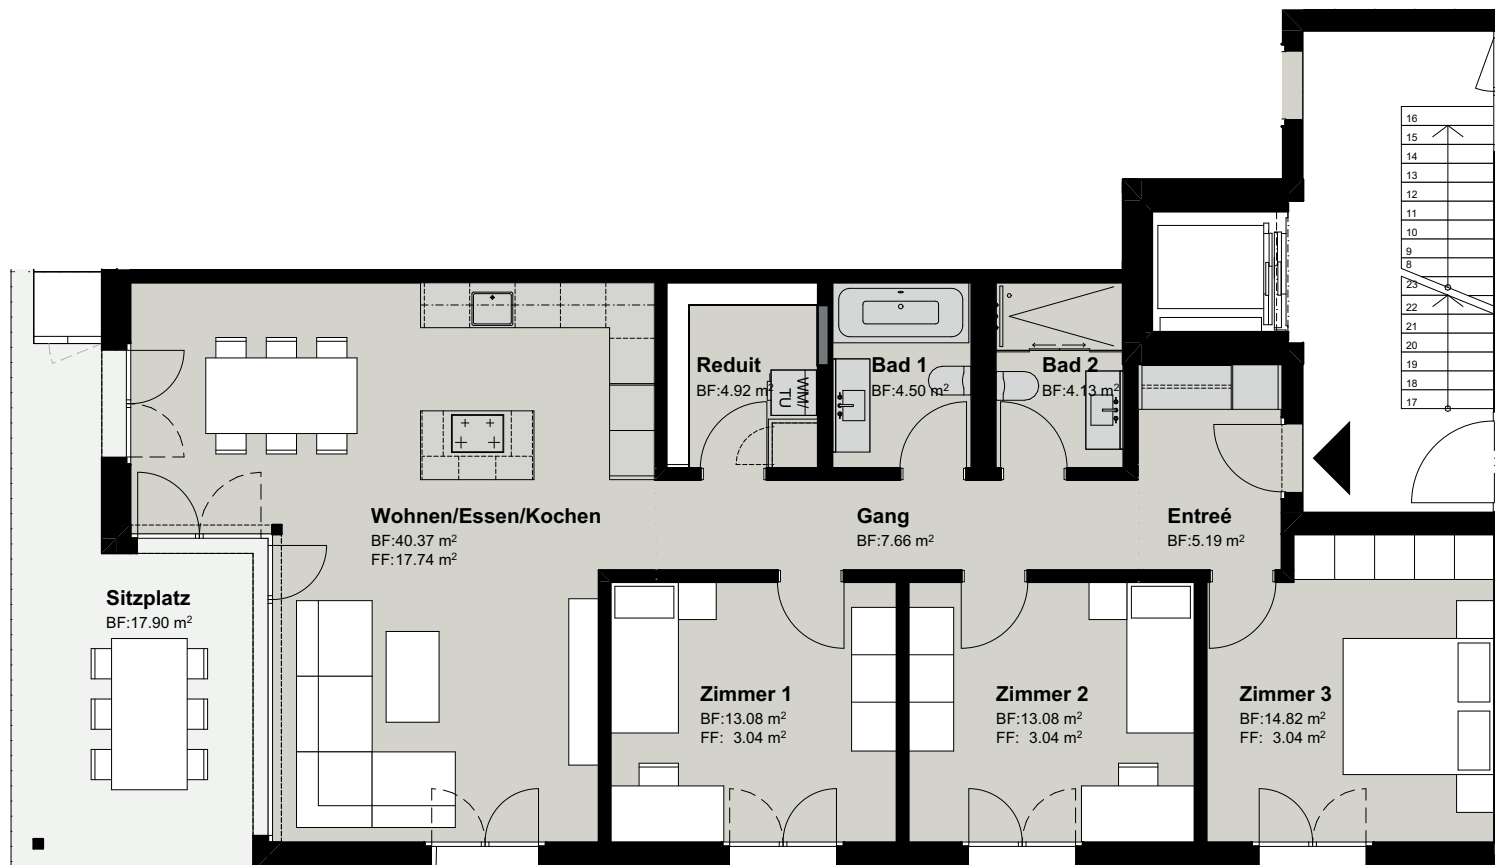 16
15
14
13
12
11
10
9
8
23
22
21
20
19
18
17
Reduit
BF:4.92 m²
WM/
TU
Bad 1
BF:4.50 m²
Bad 2
BF:4.13 m²
Wohnen/Essen/Kochen
BF:40.37 m²
FF:17.74 m²
Gang
BF:7.66 m²
Entreé
BF:5.19 m²
Sitzplatz
BF:17.90 m²
Zimmer 1
BF:13.08 m²
FF: 3.04 m²
Zimmer 2
BF:13.08 m²
FF: 3.04 m²
Zimmer 3
BF:14.82 m²
FF: 3.04 m²